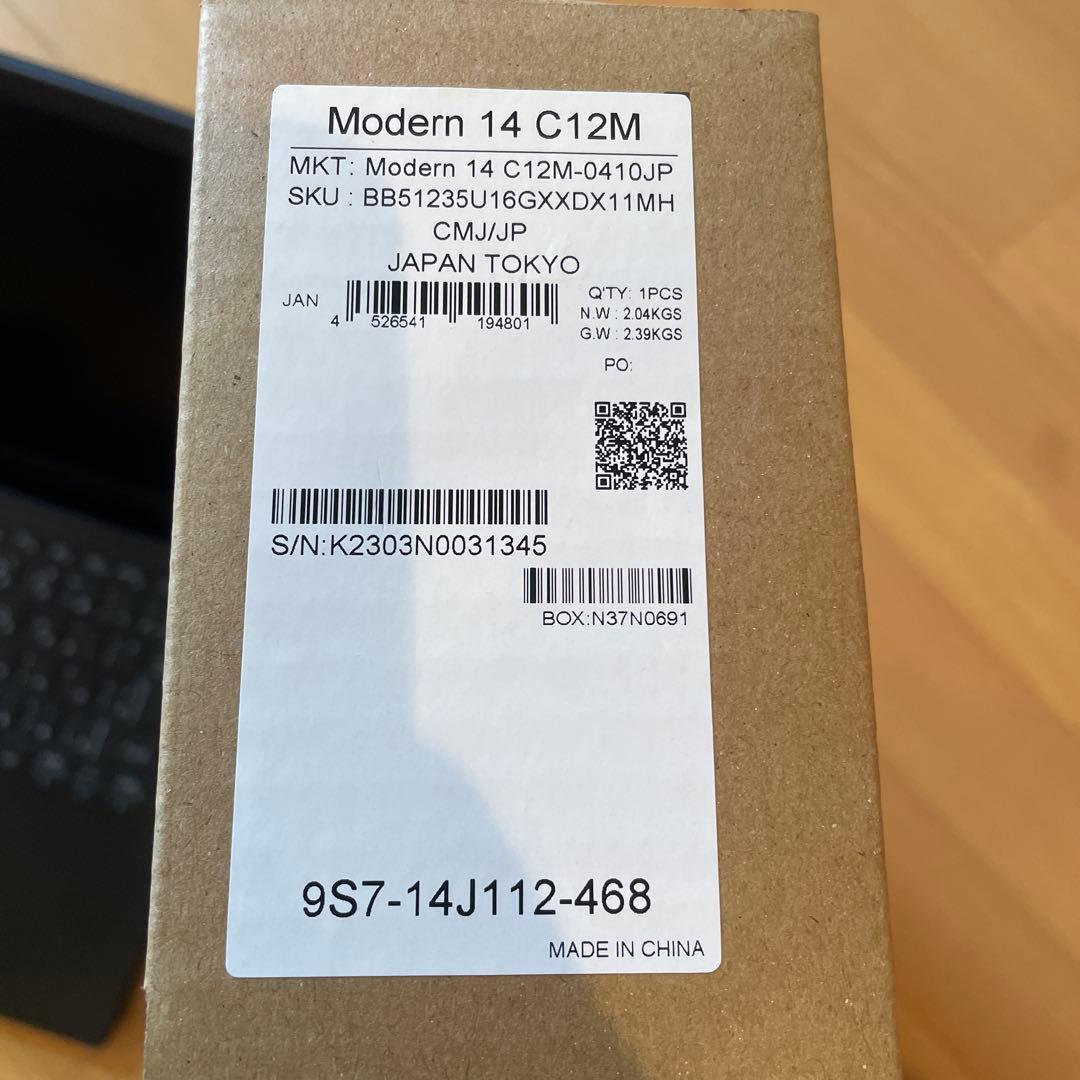 Modern 14 C12M
MKT: Modern 14 C12M-0410JP
SKU : BB51235U16GXXDX11MH
CMJ/JP
JAPAN TOKYO
JAN
4 526541 194801
Q'TY: 1PCS
N.W : 2.04KGS
G.W : 2.39KGS
PO:
S/N:K2303N0031345
BOX:N37N0691
9S7-14J112-468
MADE IN CHINA